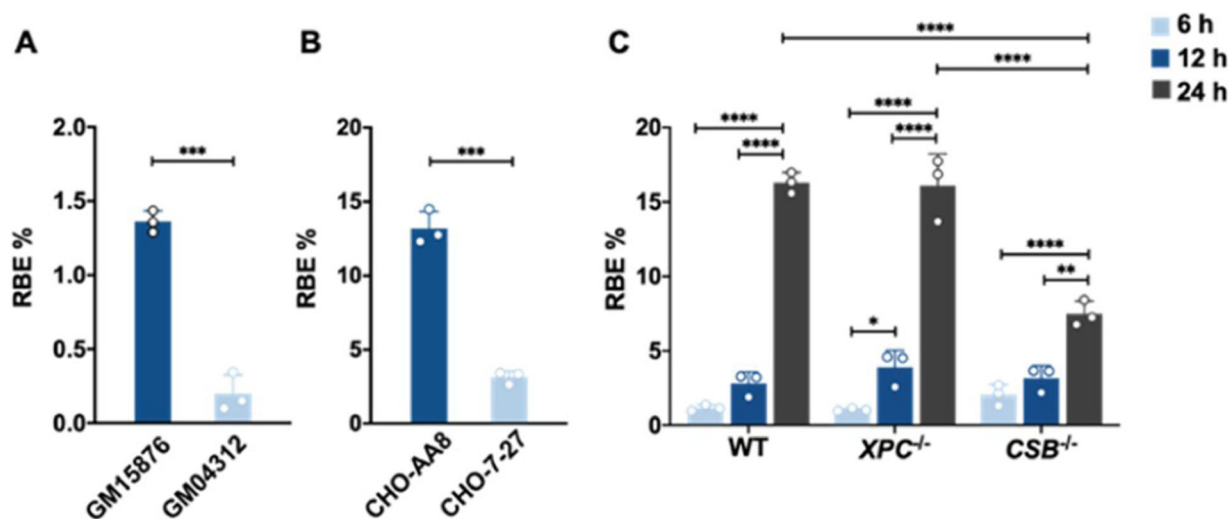 A
RBE %
2.0
1.5
1.0
0.5
0.0
***
GM15876
GM04312
B
RBE %
20
15
10
5
0
***
CHO-AA8
CHO-7-27
C
RBE %
20
15
10
5
0
****
****
****
****
****
****
*
****
**
WT
XPC-/-
CSB-/-
6 h
12 h
24 h